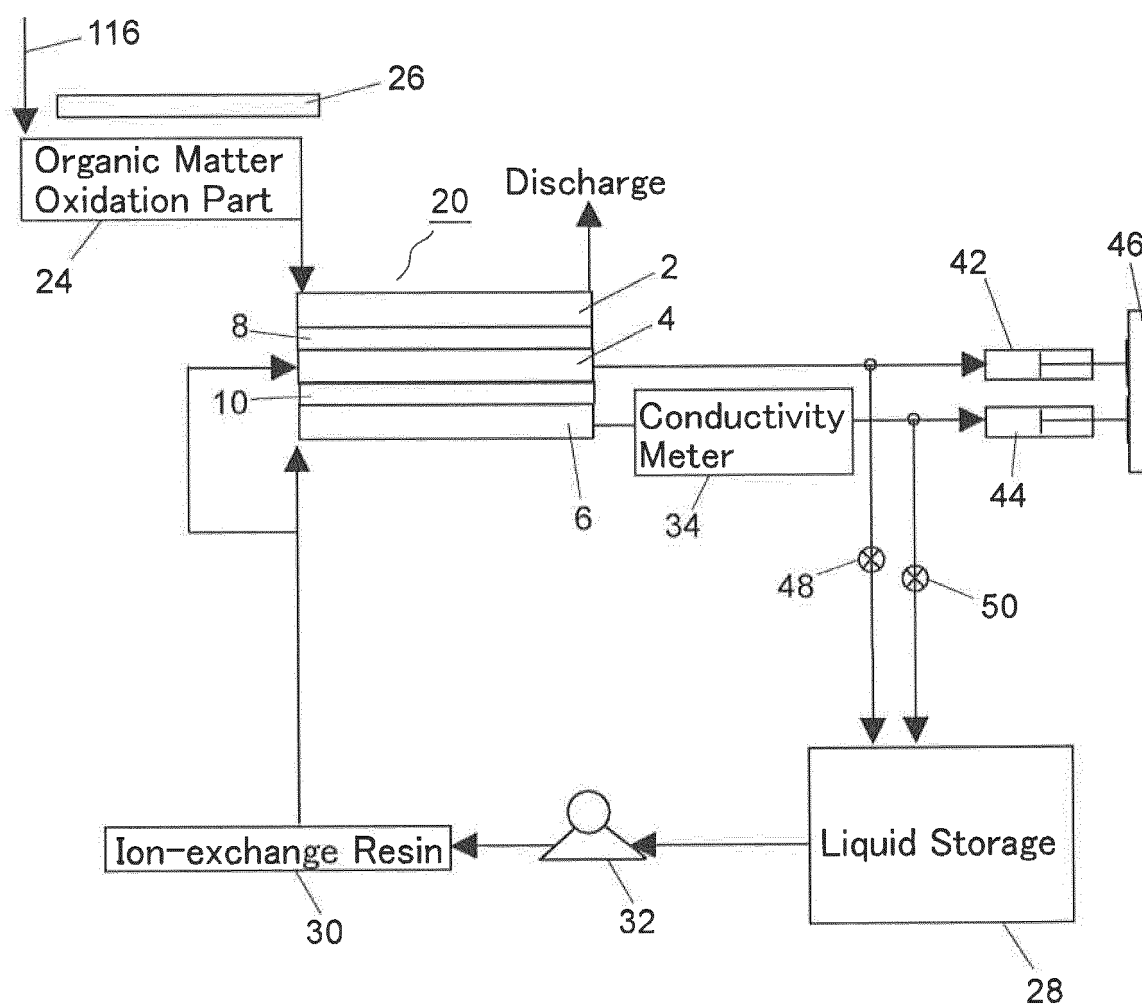 116
26
Organic Matter
Oxidation Part
24
20
Discharge
2
8
4
10
6
42
46
Conductivity
Meter
34
44
48
50
Ion-exchange Resin
30
32
Liquid Storage
28